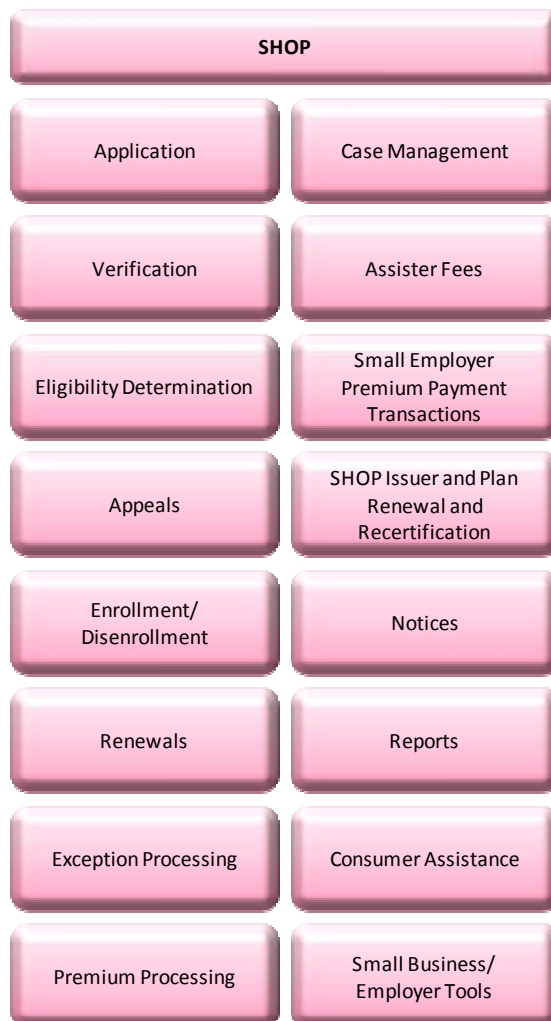 SHOP
Application
Case Management
Verification
Assister Fees
Eligibility Determination
Small Employer
Premium Payment
Transactions
Appeals
SHOP Issuer and Plan
Renewal and
Recertification
Enrollment/
Disenrollment
Notices
Renewals
Reports
Exception Processing
Consumer Assistance
Premium Processing
Small Business/
Employer Tools